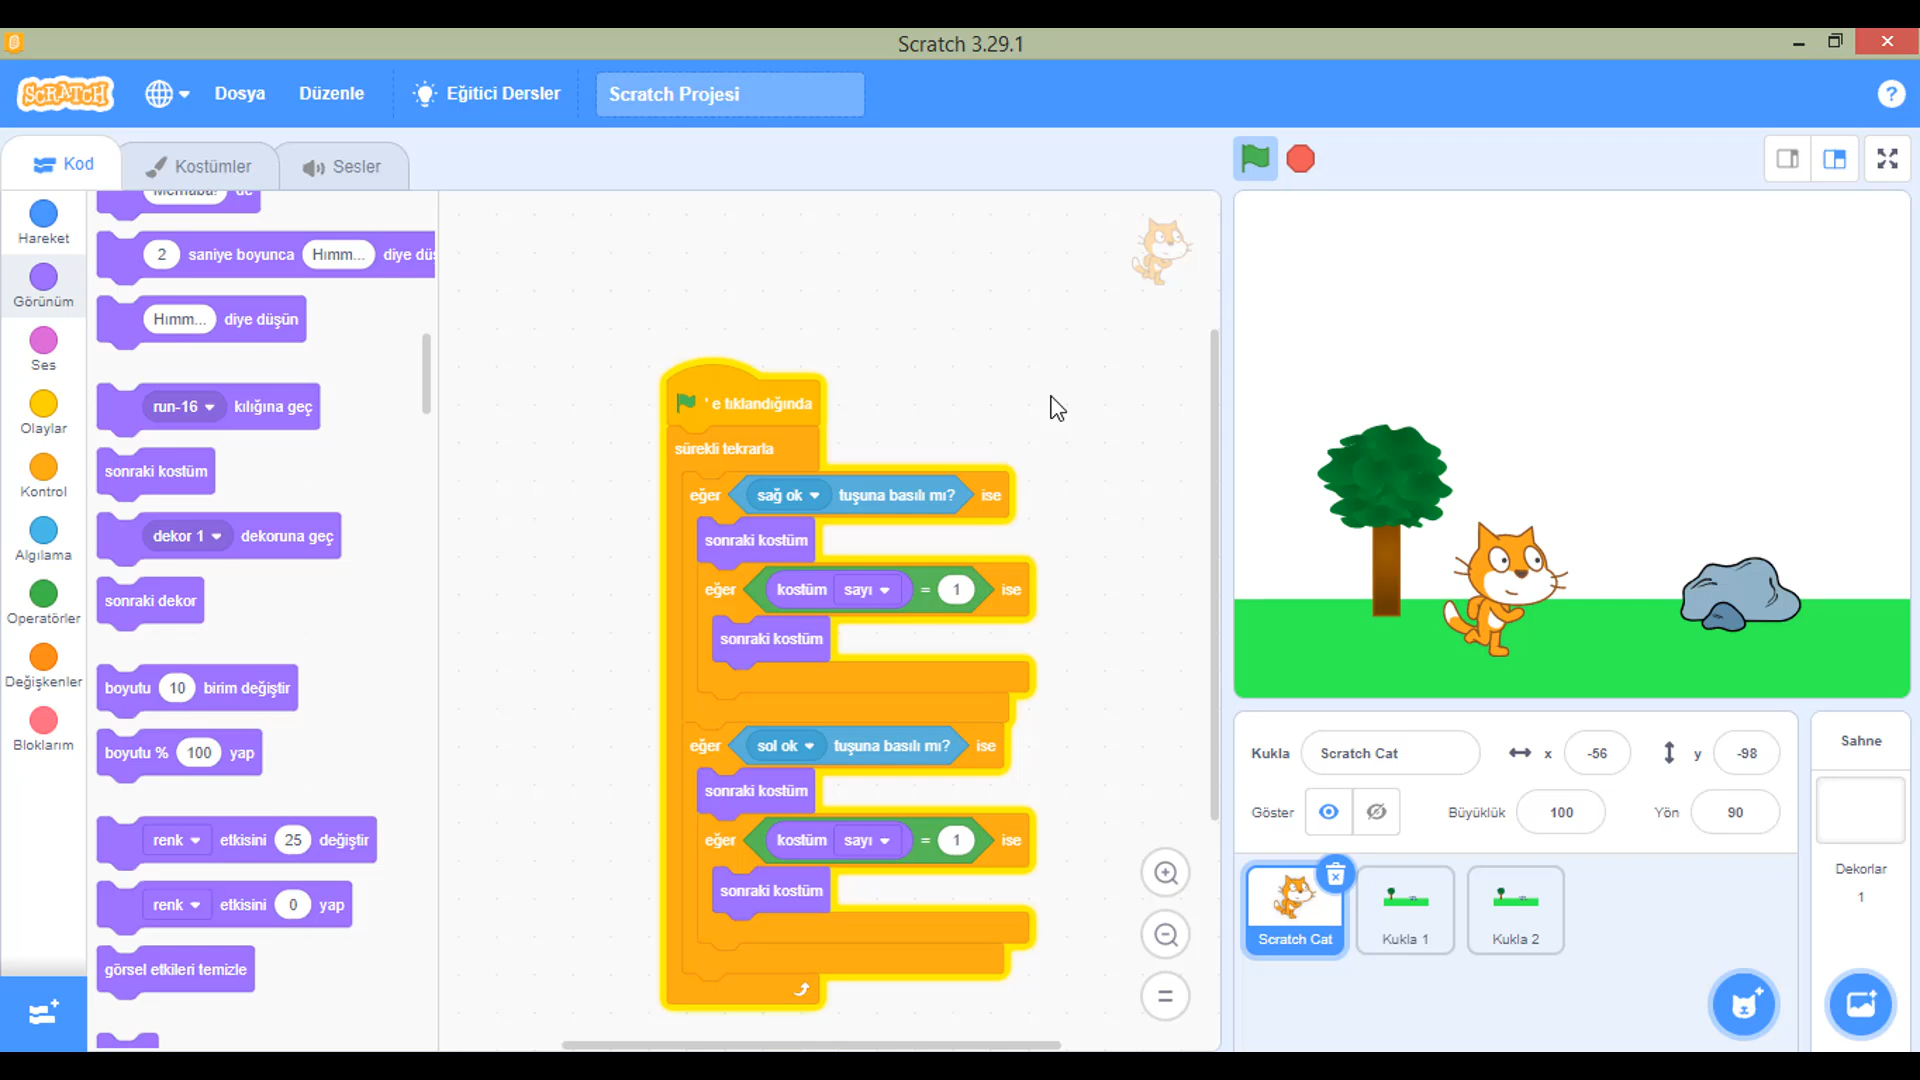 Scratch 3.29.1
SCRATCH
Dosya
Düzenle
Eğitici Dersler
Scratch Projesi
?
Kod
Kostümler
Sesler
Hareket
Görünüm
Ses
Olaylar
Kontrol
Algılama
Operatörler
Değişkenler
Bloklarım
Merhaba! de
2 saniye boyunca Hımm... diye dü
Hımm... diye düşün
run-16 kılığına geç
sonraki kostüm
dekor 1 dekoruna geç
sonraki dekor
boyutu 10 birim değiştir
boyutu % 100 yap
renk etkisini 25 değiştir
renk etkisini 0 yap
görsel etkileri temizle
' e tıklandığında
sürekli tekrarla
eğer sağ ok tuşuna basılı mı? ise
sonraki kostüm
eğer kostüm sayı = 1 ise
sonraki kostüm
eğer sol ok tuşuna basılı mı? ise
sonraki kostüm
eğer kostüm sayı = 1 ise
sonraki kostüm
Kukla Scratch Cat x -56 y -98
Göster Büyüklük 100 Yön 90
Scratch Cat
Kukla 1
Kukla 2
Sahne
Dekorlar
1